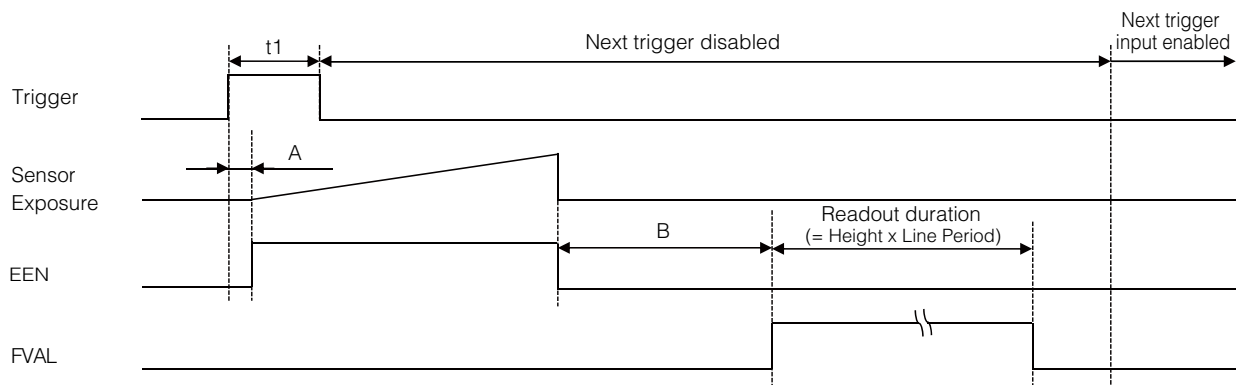 Next trigger
input enabled
t1
Next trigger disabled
Trigger
A
Sensor
Exposure
Readout duration
(= Height x Line Period)
B
EEN
FVAL